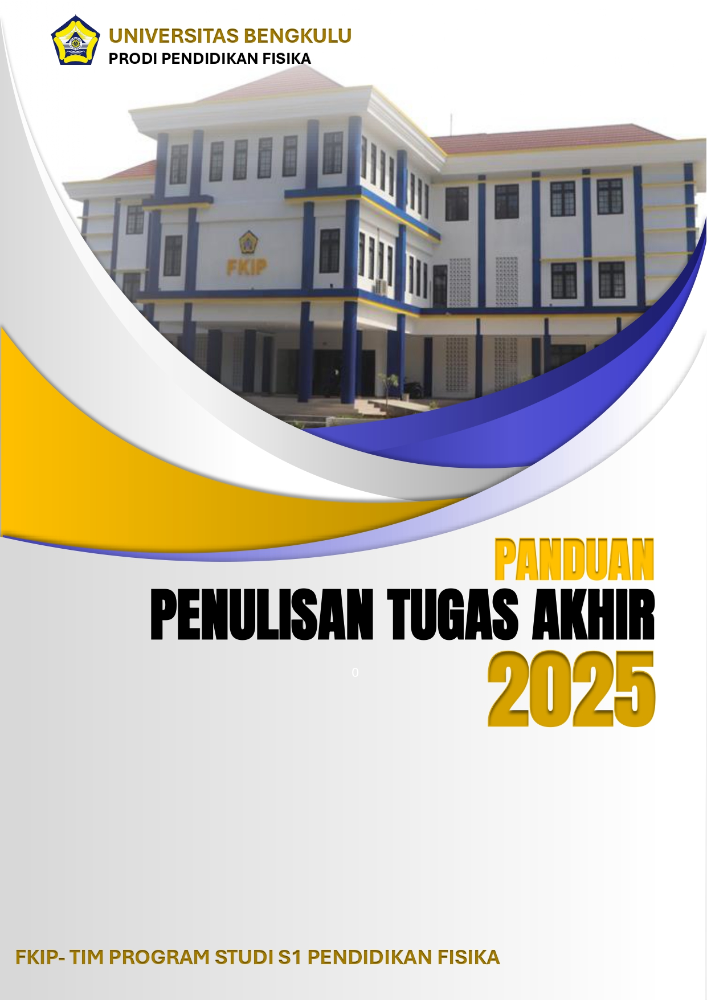 UNIVERSITAS BENGKULU
PRODI PENDIDIKAN FISIKA
FKIP
PANDUAN
PENULISAN TUGAS AKHIR
2025
0
FKIP- TIM PROGRAM STUDI S1 PENDIDIKAN FISIKA